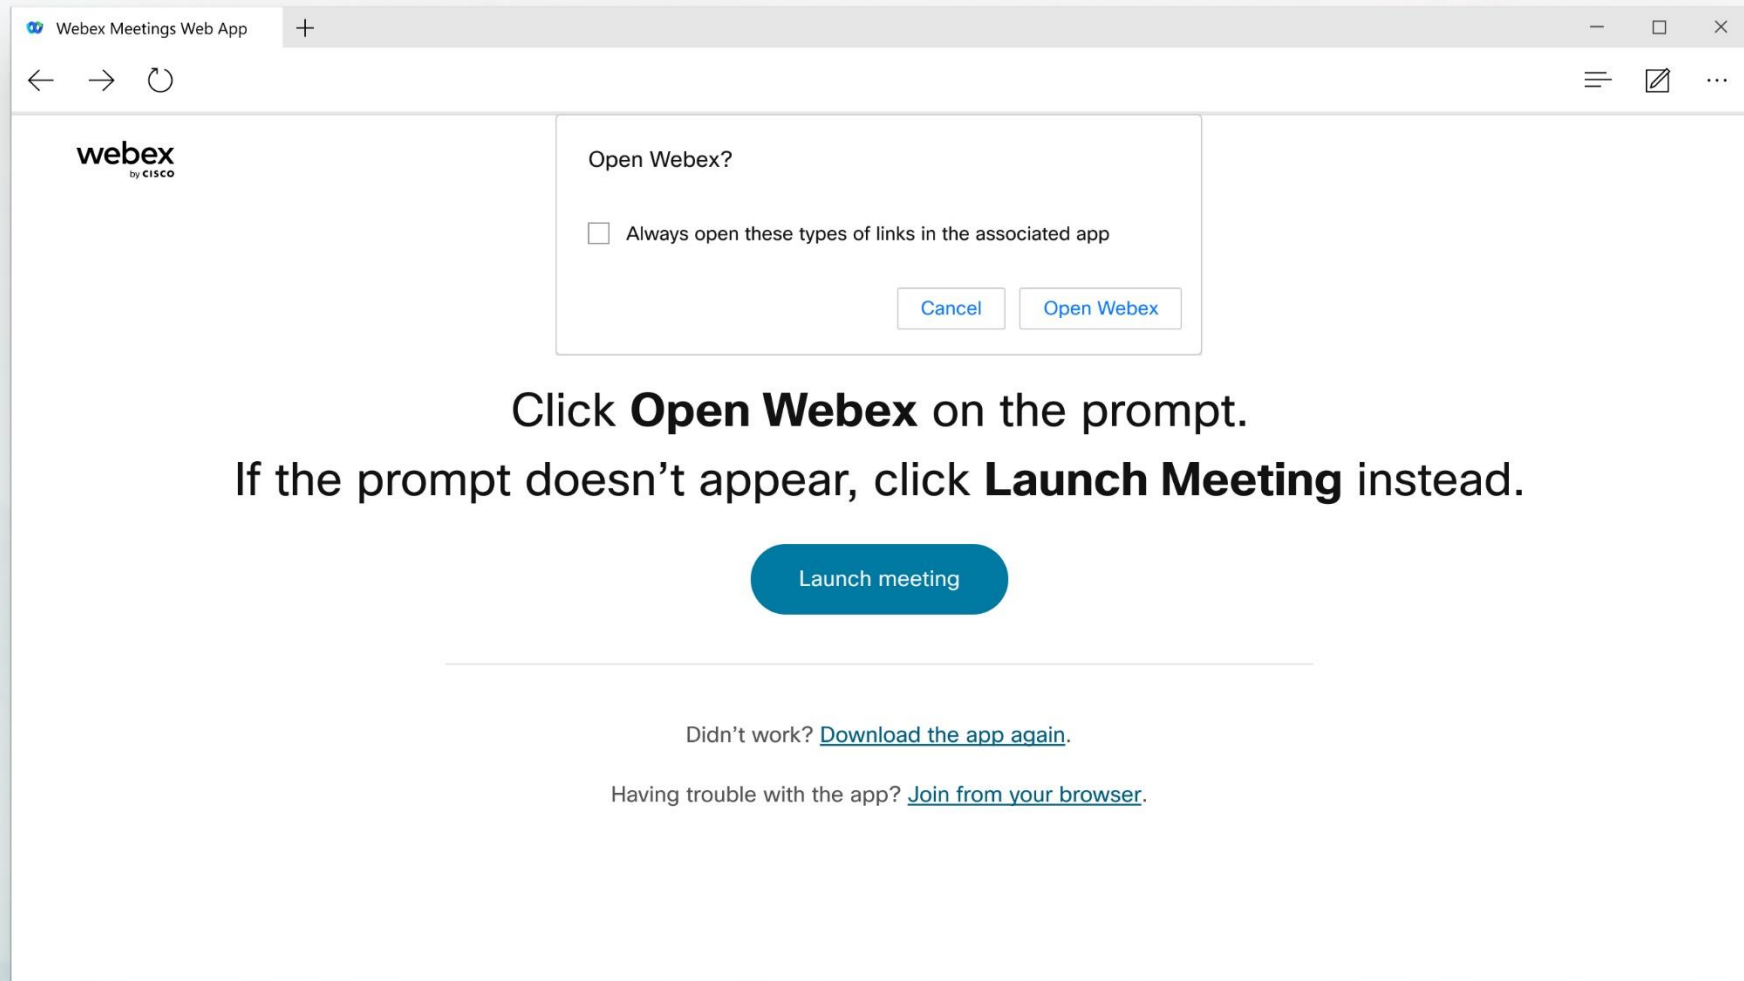 Webex Meetings Web App
webex
by CISCO
Open Webex?
Always open these types of links in the associated app
Cancel
Open Webex
Click Open Webex on the prompt.
If the prompt doesn’t appear, click Launch Meeting instead.
Launch meeting
Didn’t work? Download the app again.
Having trouble with the app? Join from your browser.